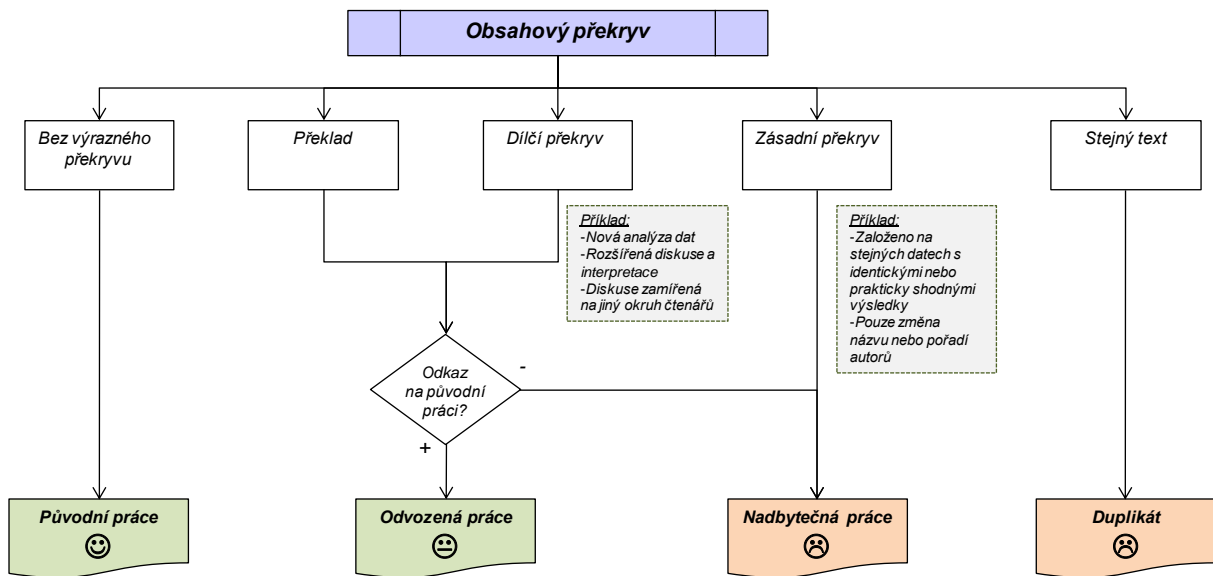 Obsahový překryv
Bez výrazného
překryvu
Překlad
Dílčí překryv
Zásadní překryv
Stejný text
Příklad:
-Nová analýza dat
-Rozšířená diskuse a
interpretace
-Diskuse zamířená
na jiný okruh čtenářů
Příklad:
-Založeno na
stejných datech s
identickými nebo
prakticky shodnými
výsledky
-Pouze změna
názvu nebo pořadí
autorů
Odkaz
na původní
práci?
-
+
Původní práce
Odvozená práce
Nadbytečná práce
Duplikát